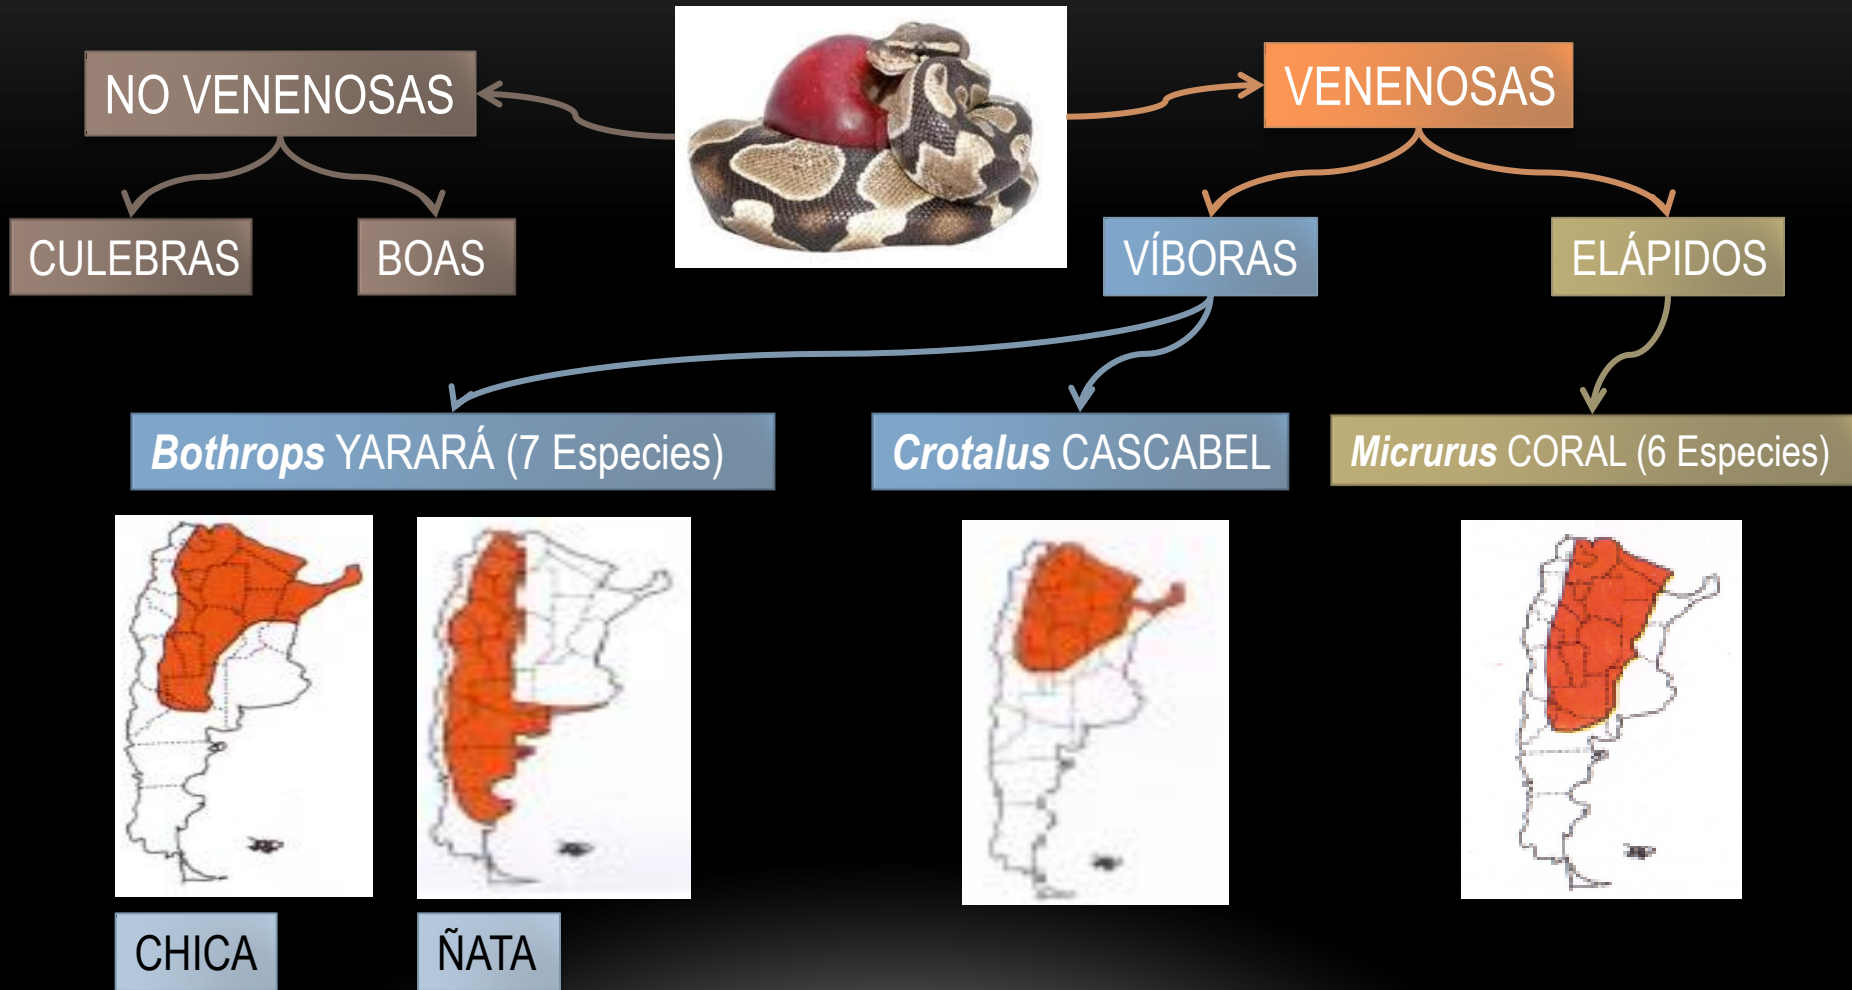 NO VENENOSAS
VENENOSAS
CULEBRAS
BOAS
VÍBORAS
ELÁPIDOS
Bothrops YARARÁ (7 Especies)
Crotalus CASCABEL
Micrurus CORAL (6 Especies)
CHICA
ÑATA